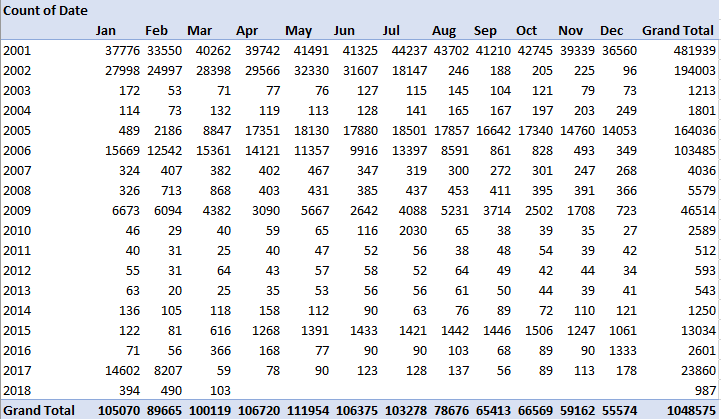 Count of Date
Jan Feb Mar Apr May Jun Jul Aug Sep Oct Nov Dec Grand Total
2001 37776 33550 40262 39742 41491 41325 44237 43702 41210 42745 39339 36560 481939
2002 27998 24997 28398 29566 32330 31607 18147 246 188 205 225 96 194003
2003 172 53 71 77 76 127 115 145 104 121 79 73 1213
2004 114 73 132 119 113 128 141 165 167 197 203 249 1801
2005 489 2186 8847 17351 18130 17880 18501 17857 16642 17340 14760 14053 164036
2006 15669 12542 15361 14121 11357 9916 13397 8591 861 828 493 349 103485
2007 324 407 382 402 467 347 319 300 272 301 247 268 4036
2008 326 713 868 403 431 385 437 453 411 395 391 366 5579
2009 6673 6094 4382 3090 5667 2642 4088 5231 3714 2502 1708 723 46514
2010 46 29 40 59 65 116 2030 65 38 39 35 27 2589
2011 40 31 25 40 47 52 56 38 48 54 39 42 512
2012 55 31 64 43 57 58 52 64 49 42 44 34 593
2013 63 20 25 35 53 56 56 61 50 44 39 41 543
2014 136 105 118 158 112 90 63 76 89 72 110 121 1250
2015 122 81 616 1268 1391 1433 1421 1442 1446 1506 1247 1061 13034
2016 71 56 366 168 77 90 90 103 68 89 90 1333 2601
2017 14602 8207 59 78 90 123 128 137 56 89 113 178 23860
2018 394 490 103 987
Grand Total 105070 89665 100119 106720 111954 106375 103278 78676 65413 66569 59162 55574 1048575